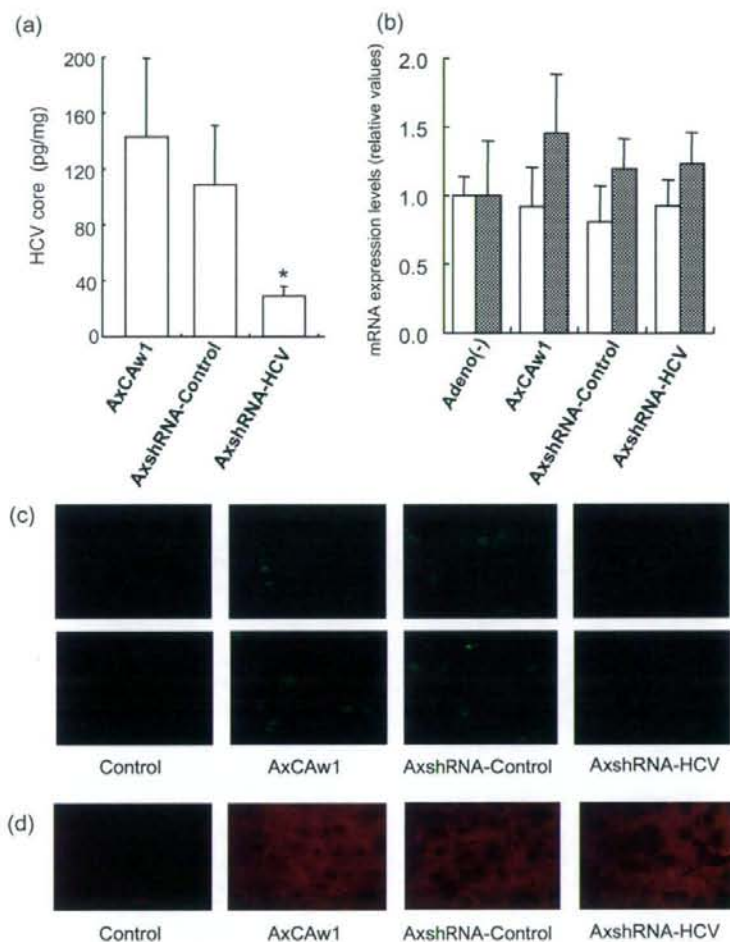 (a)
HCV core (pg/mg)
200
160
120
80
40
0
*
AxCAw1
AxshRNA-Control
AxshRNA-HCV
(b)
mRNA expression levels (relative values)
2.0
1.5
1.0
0.5
0.0
Adeno(-)
AxCAw1
AxshRNA-Control
AxshRNA-HCV
(c)
Control
AxCAw1
AxshRNA-Control
AxshRNA-HCV
(d)
Control
AxCAw1
AxshRNA-Control
AxshRNA-HCV